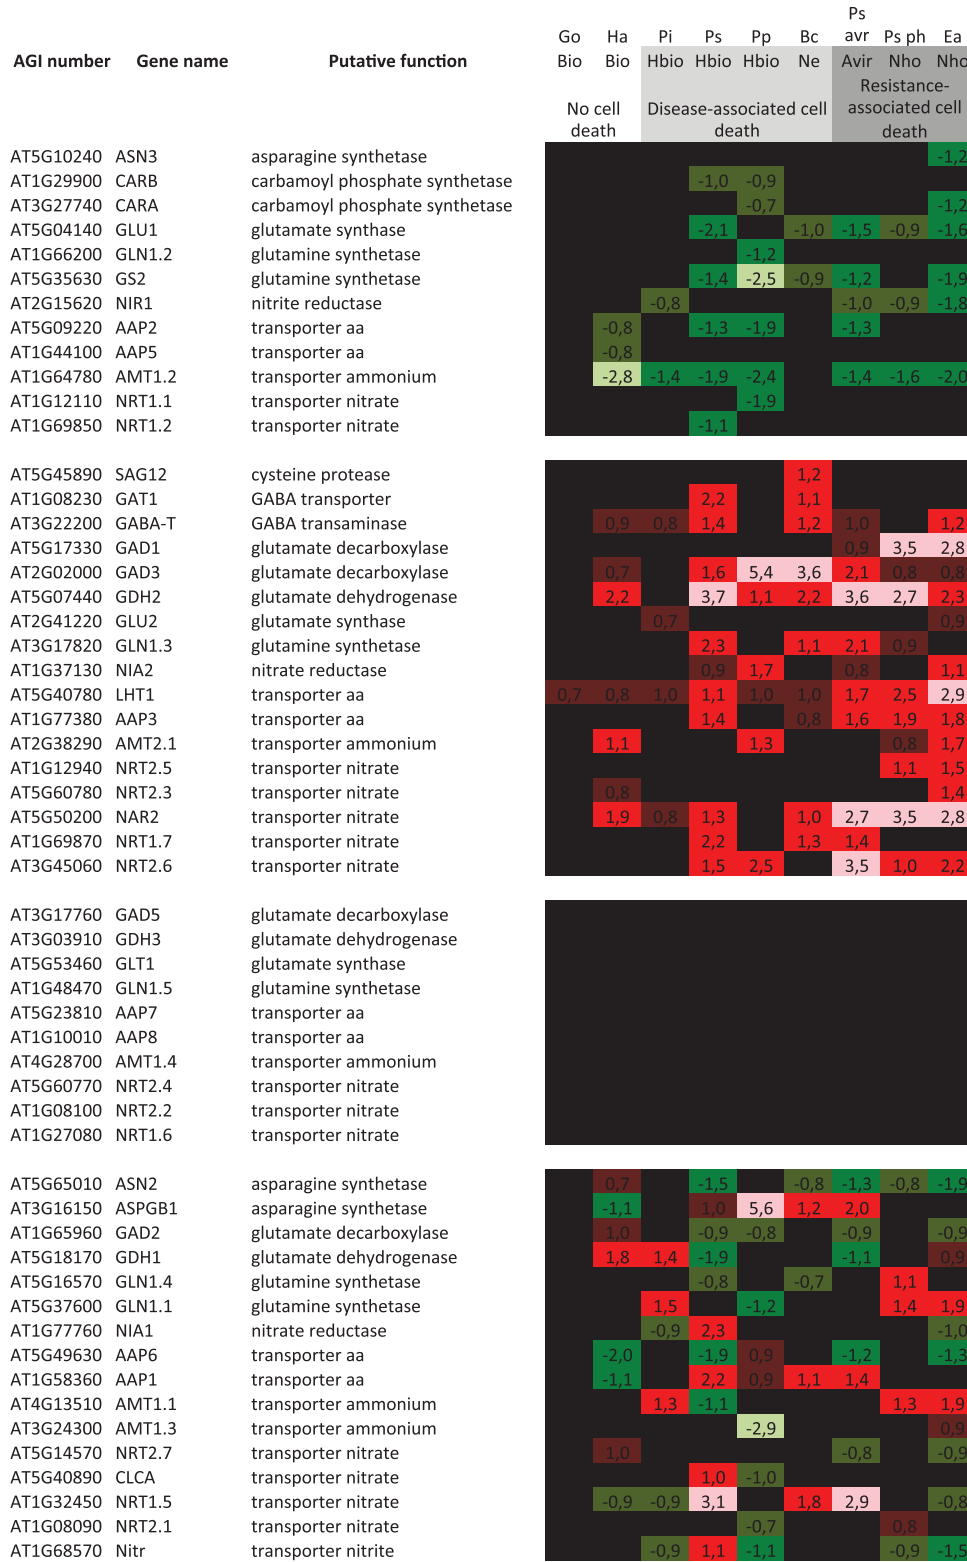 Ps
Go Ha Pi Ps Pp Bc avr Ps ph Ea
AGI number Gene name Putative function Bio Bio Hbio Hbio Hbio Ne Avir Nho Nho
No cell death Disease-associated cell death Resistance-associated cell death
AT5G10240 ASN3 asparagine synthetase -1,2
AT1G29900 CARB carbamoyl phosphate synthetase -1,0 -0,9
AT3G27740 CARA carbamoyl phosphate synthetase -0,7 -1,2
AT5G04140 GLU1 glutamate synthase -2,1 -1,0 -1,5 -0,9 -1,6
AT1G66200 GLN1.2 glutamine synthetase -1,2
AT5G35630 GS2 glutamine synthetase -1,4 -2,5 -0,9 -1,2 -1,9
AT2G15620 NIR1 nitrite reductase -0,8 -1,0 -0,9 -1,8
AT5G09220 AAP2 transporter aa -0,8 -1,3 -1,9 -1,3
AT1G44100 AAP5 transporter aa -0,8
AT1G64780 AMT1.2 transporter ammonium -2,8 -1,4 -1,9 -2,4 -1,4 -1,6 -2,0
AT1G12110 NRT1.1 transporter nitrate -1,9
AT1G69850 NRT1.2 transporter nitrate -1,1
AT5G45890 SAG12 cysteine protease 1,2
AT1G08230 GAT1 GABA transporter 2,2 1,1
AT3G22200 GABA-T GABA transaminase 0,9 0,8 1,4 1,2 1,0 1,2
AT5G17330 GAD1 glutamate decarboxylase 0,9 3,5 2,8
AT2G02000 GAD3 glutamate decarboxylase 0,7 1,6 5,4 3,6 2,1 0,8 0,8
AT5G07440 GDH2 glutamate dehydrogenase 2,2 3,7 1,1 2,2 3,6 2,7 2,3
AT2G41220 GLU2 glutamate synthase 0,7 0,9
AT3G17820 GLN1.3 glutamine synthetase 2,3 1,1 2,1 0,9
AT1G37130 NIA2 nitrate reductase 0,9 1,7 0,8 1,1
AT5G40780 LHT1 transporter aa 0,7 0,8 1,0 1,1 1,0 1,0 1,7 2,5 2,9
AT1G77380 AAP3 transporter aa 1,4 0,8 1,6 1,9 1,8
AT2G38290 AMT2.1 transporter ammonium 1,1 1,3 0,8 1,7
AT1G12940 NRT2.5 transporter nitrate 1,1 1,5
AT5G60780 NRT2.3 transporter nitrate 0,8 1,4
AT5G50200 NAR2 transporter nitrate 1,9 0,8 1,3 1,0 2,7 3,5 2,8
AT1G69870 NRT1.7 transporter nitrate 2,2 1,3 1,4
AT3G45060 NRT2.6 transporter nitrate 1,5 2,5 3,5 1,0 2,2
AT3G17760 GAD5 glutamate decarboxylase
AT3G03910 GDH3 glutamate dehydrogenase
AT5G53460 GLT1 glutamate synthase
AT1G48470 GLN1.5 glutamine synthetase
AT5G23810 AAP7 transporter aa
AT1G10010 AAP8 transporter aa
AT4G28700 AMT1.4 transporter ammonium
AT5G60770 NRT2.4 transporter nitrate
AT1G08100 NRT2.2 transporter nitrate
AT1G27080 NRT1.6 transporter nitrate
AT5G65010 ASN2 asparagine synthetase 0,7 -1,5 -0,8 -1,3 -0,8 -1,9
AT3G16150 ASPGB1 asparagine synthetase -1,1 1,0 5,6 1,2 2,0
AT1G65960 GAD2 glutamate decarboxylase 1,0 -0,9 -0,8 -0,9 -0,9
AT5G18170 GDH1 glutamate dehydrogenase 1,8 1,4 -1,9 -1,1 0,9
AT5G16570 GLN1.4 glutamine synthetase -0,8 -0,7 1,1
AT5G37600 GLN1.1 glutamine synthetase 1,5 -1,2 1,4 1,9
AT1G77760 NIA1 nitrate reductase -0,9 2,3 -1,0
AT5G49630 AAP6 transporter aa -2,0 -1,9 0,9 -1,2 -1,3
AT1G58360 AAP1 transporter aa -1,1 2,2 0,9 1,1 1,4
AT4G13510 AMT1.1 transporter ammonium 1,3 -1,1 1,3 1,9
AT3G24300 AMT1.3 transporter ammonium -2,9 0,9
AT5G14570 NRT2.7 transporter nitrate 1,0 -0,8 -0,9
AT5G40890 CLCA transporter nitrate 1,0 -1,0
AT1G32450 NRT1.5 transporter nitrate -0,9 -0,9 3,1 1,8 2,9 -0,8
AT1G08090 NRT2.1 transporter nitrate -0,7 0,8
AT1G68570 Nitr transporter nitrite -0,9 1,1 -1,1 -0,9 -1,5